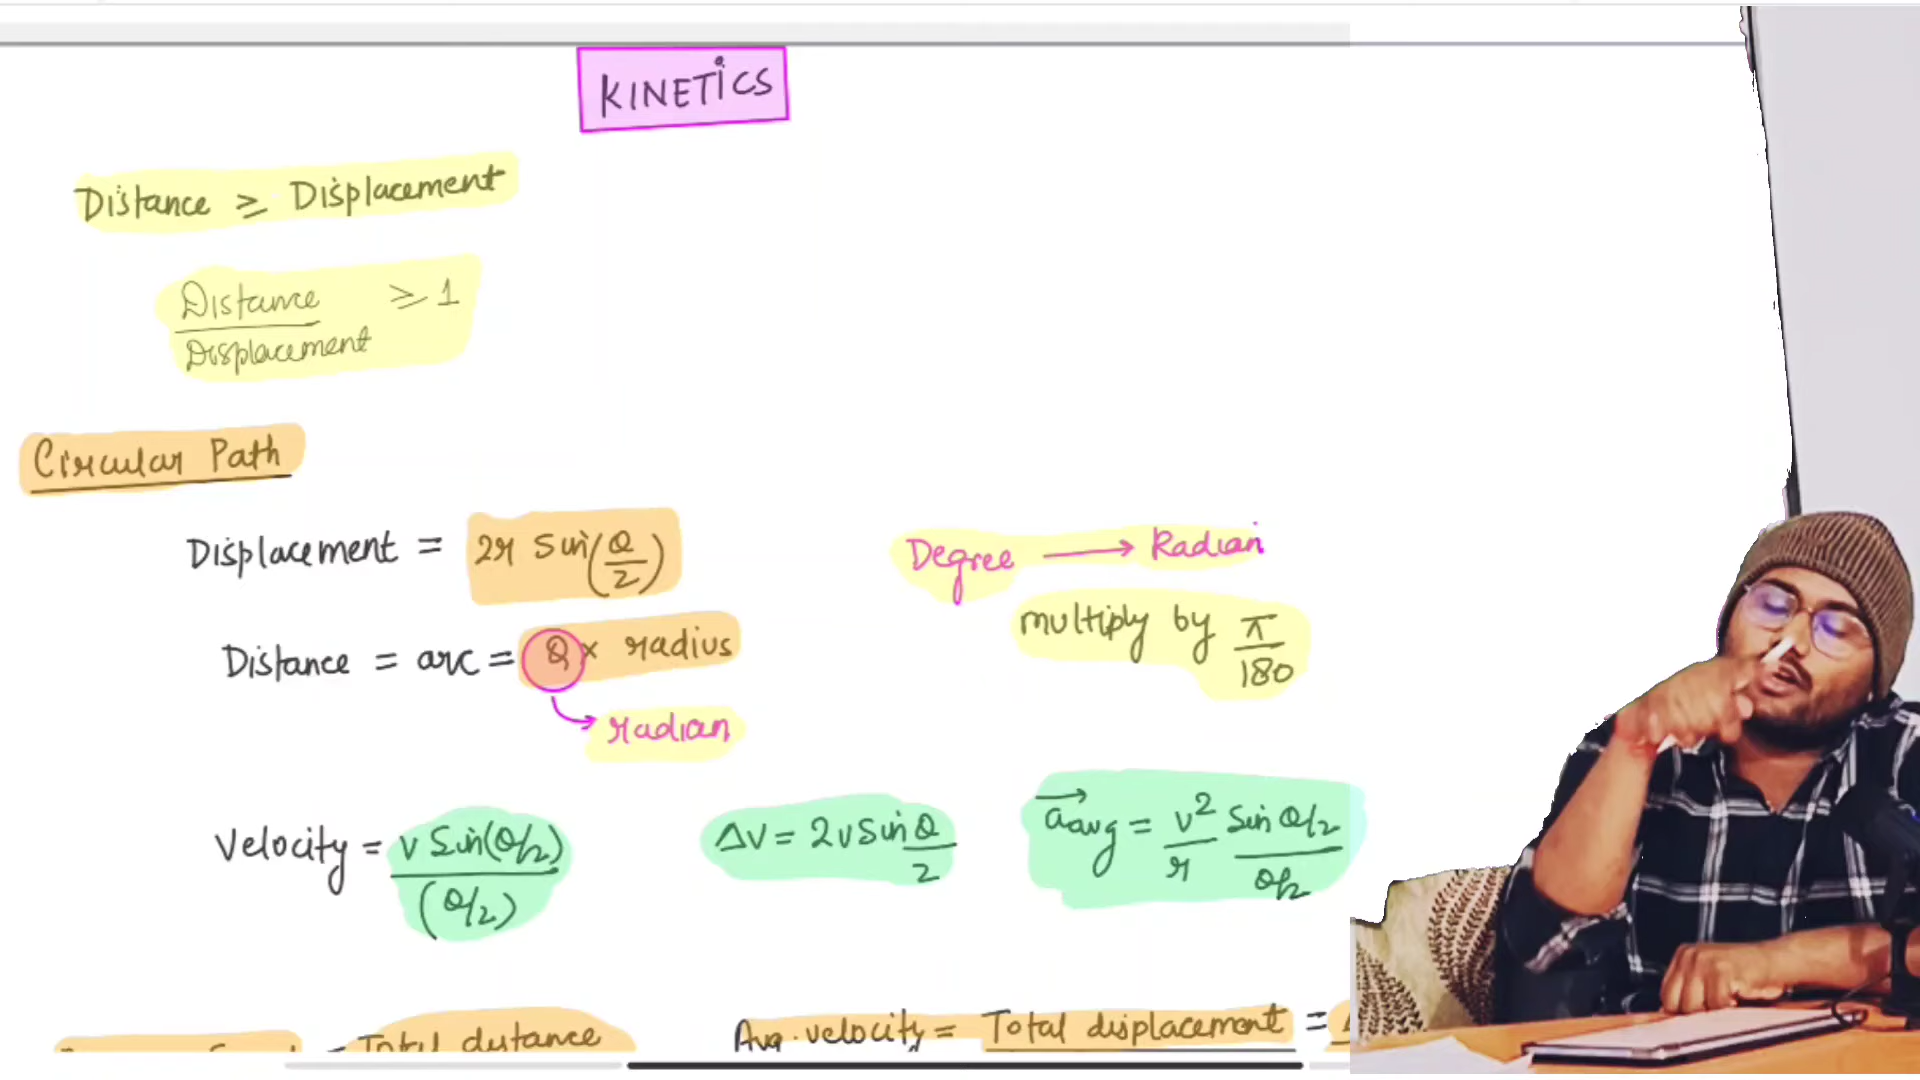 KINETICS
Distance ≥ Displacement
Distance / Displacement ≥ 1
Circular Path
Displacement = 2r Sin(θ/2)
Degree → Radian
multiply by π/180
Distance = arc = θ × radius
radian
Velocity = v Sin(θ/2) / (θ/2)
ΔV = 2v Sin θ/2
a⃗avg = v²/r Sin θ/2 / θ/2
= Total distance
Avg. velocity = Total displacement =